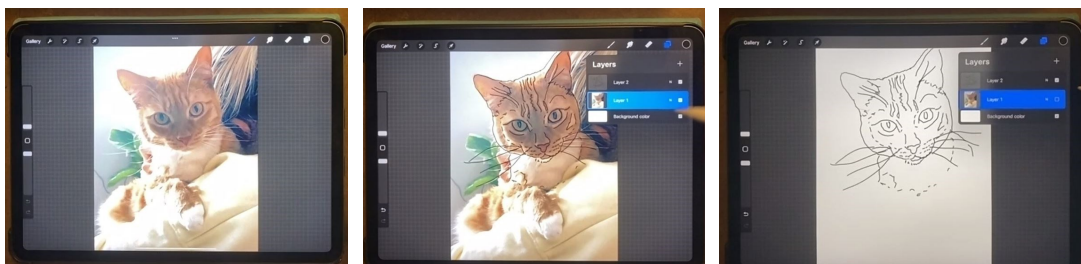 Gallery
Gallery
Layers
Layer 2
Layer 1
Background color
Gallery
Layers
Layer 2
Layer 1
Background color